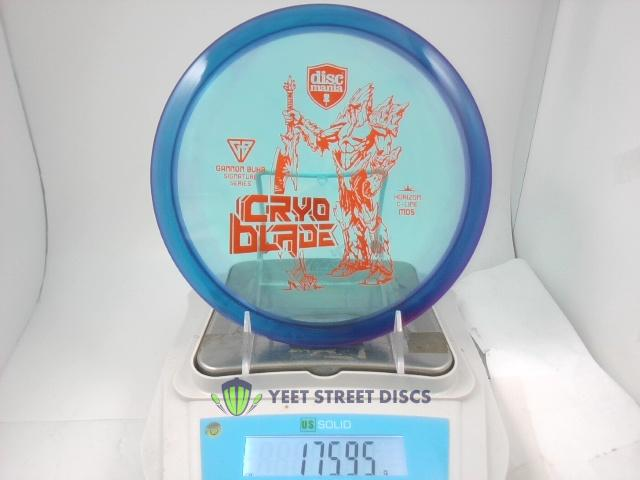 disc
mania
GANNON BUHR
SIGNATURE
SERIES
HORIZON
C-LINE
MD5
CRYO
BLADE
YEET STREET DISCS
US SOLID
175.95 g